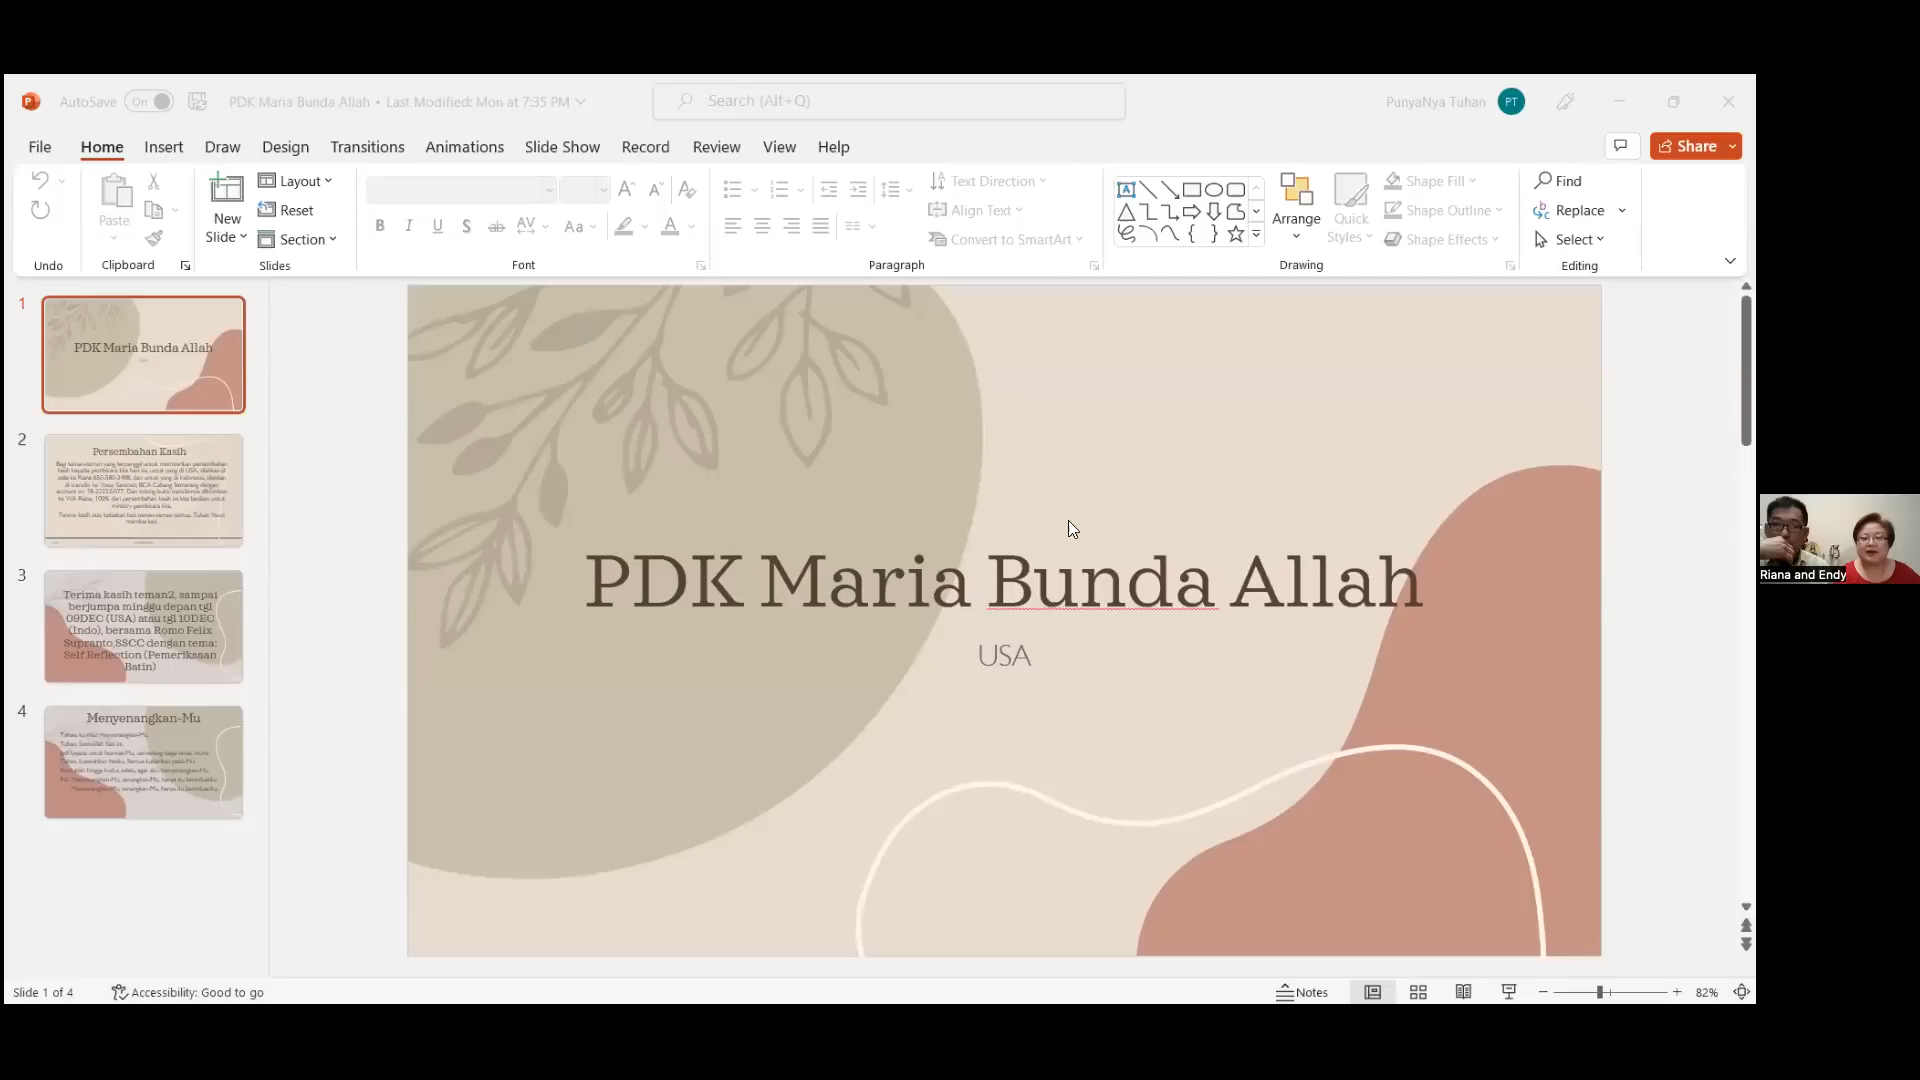 AutoSave On PDK Maria Bunda Allah • Last Modified: Mon at 7:35 PM Search (Alt+Q) PunyaNya Tuhan PT
File Home Insert Draw Design Transitions Animations Slide Show Record Review View Help Share
Paste New Slide Layout Reset Section
Text Direction
Align Text
Convert to SmartArt
Arrange Quick Styles
Shape Fill
Shape Outline
Shape Effects
Find
Replace
Select
Undo Clipboard Slides Font Paragraph Drawing Editing
1
PDK Maria Bunda Allah
2
Persembahan Kasih
3
Terima kasih teman2, sampai
berjumpa minggu depan tgl
09DEC (USA) atau tgl 10DEC
(Indo), bersama Romo Felix
Supranto,SSCC dengan tema:
Self Reflection (Pemeriksaan
Batin)
4
Menyenangkan-Mu
PDK Maria Bunda Allah
USA
Riana and Endy
Slide 1 of 4 Accessibility: Good to go Notes 82%